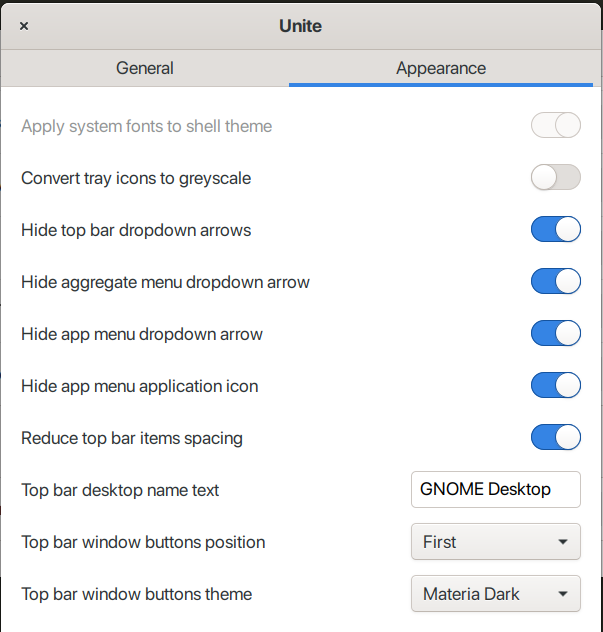 Unite
General
Appearance
Apply system fonts to shell theme
Convert tray icons to greyscale
Hide top bar dropdown arrows
Hide aggregate menu dropdown arrow
Hide app menu dropdown arrow
Hide app menu application icon
Reduce top bar items spacing
Top bar desktop name text
GNOME Desktop
Top bar window buttons position
First
Top bar window buttons theme
Materia Dark